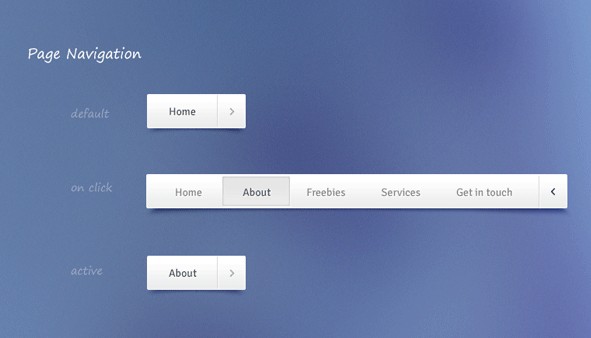 Page Navigation
default
Home
on click
Home About Freebies Services Get in touch
active
About